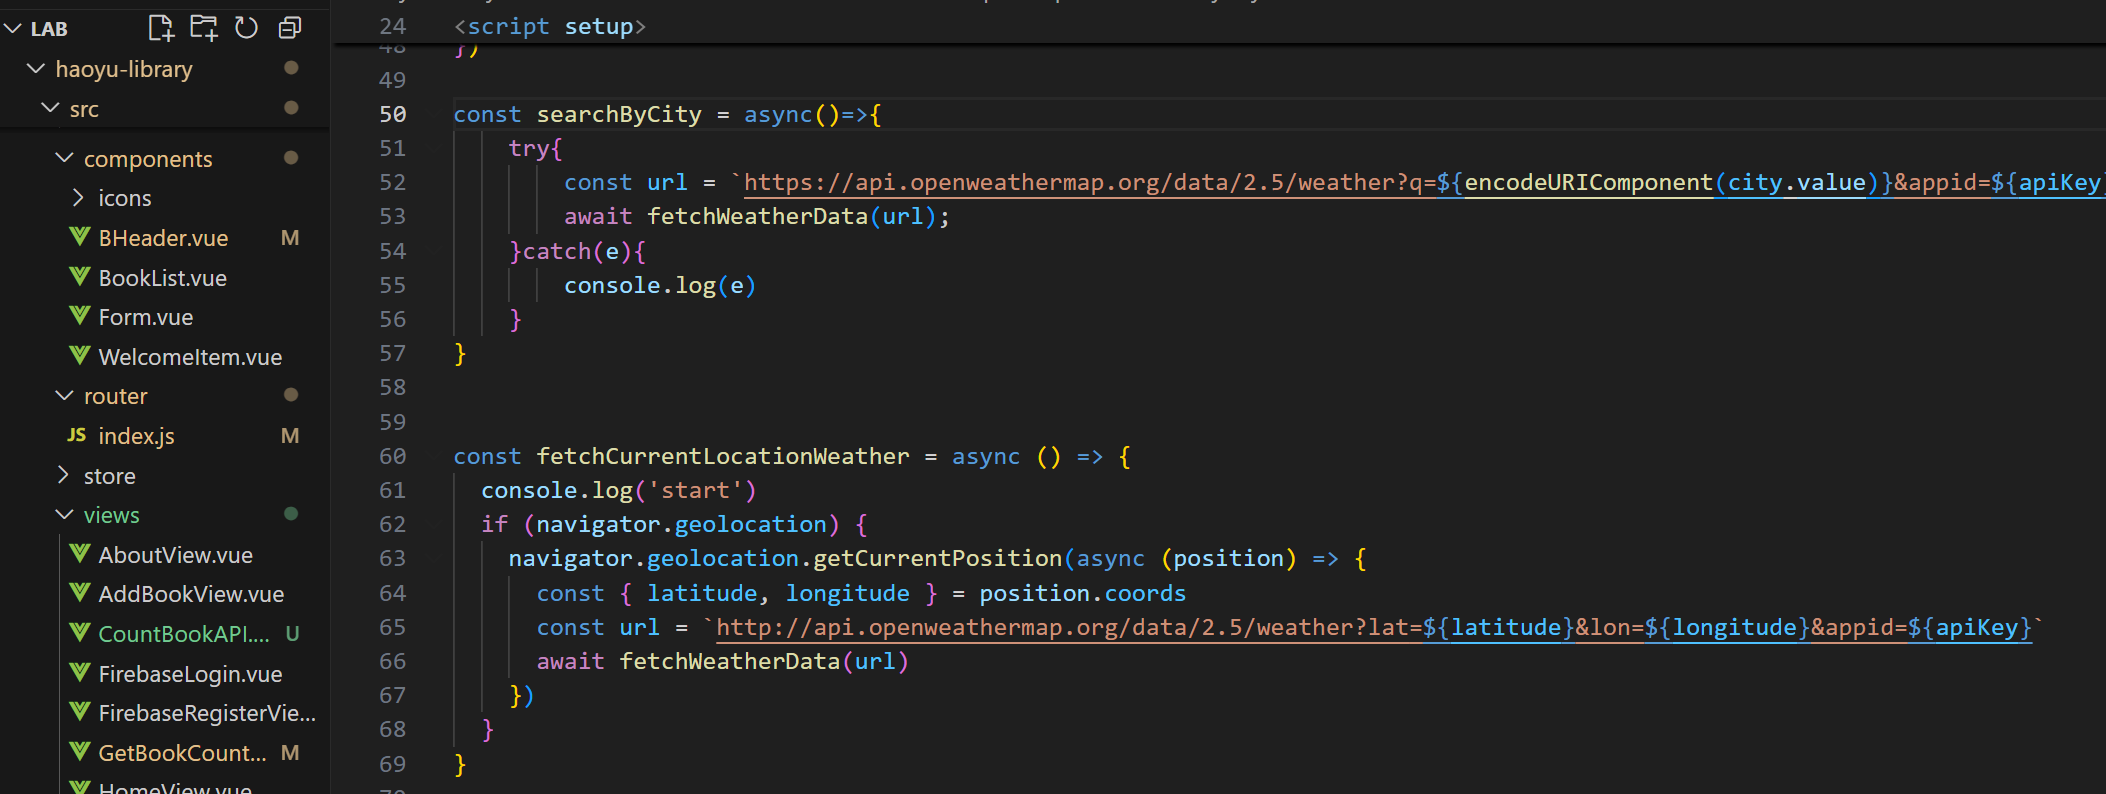 LAB
haoyu-library
src
components
icons
BHeader.vue M
BookList.vue
Form.vue
WelcomeItem.vue
router
JS index.js M
store
views
AboutView.vue
AddBookView.vue
CountBookAPI.... U
FirebaseLogin.vue
FirebaseRegisterVie...
GetBookCount... M
HomeView.vue
24 <script setup>
48 })
49
50 const searchByCity = async()=>{
51 try{
52 const url = `https://api.openweathermap.org/data/2.5/weather?q=${encodeURIComponent(city.value)}&appid=${apiKey}
53 await fetchWeatherData(url);
54 }catch(e){
55 console.log(e)
56 }
57 }
58
59
60 const fetchCurrentLocationWeather = async () => {
61 console.log('start')
62 if (navigator.geolocation) {
63 navigator.geolocation.getCurrentPosition(async (position) => {
64 const { latitude, longitude } = position.coords
65 const url = `http://api.openweathermap.org/data/2.5/weather?lat=${latitude}&lon=${longitude}&appid=${apiKey}`
66 await fetchWeatherData(url)
67 })
68 }
69 }